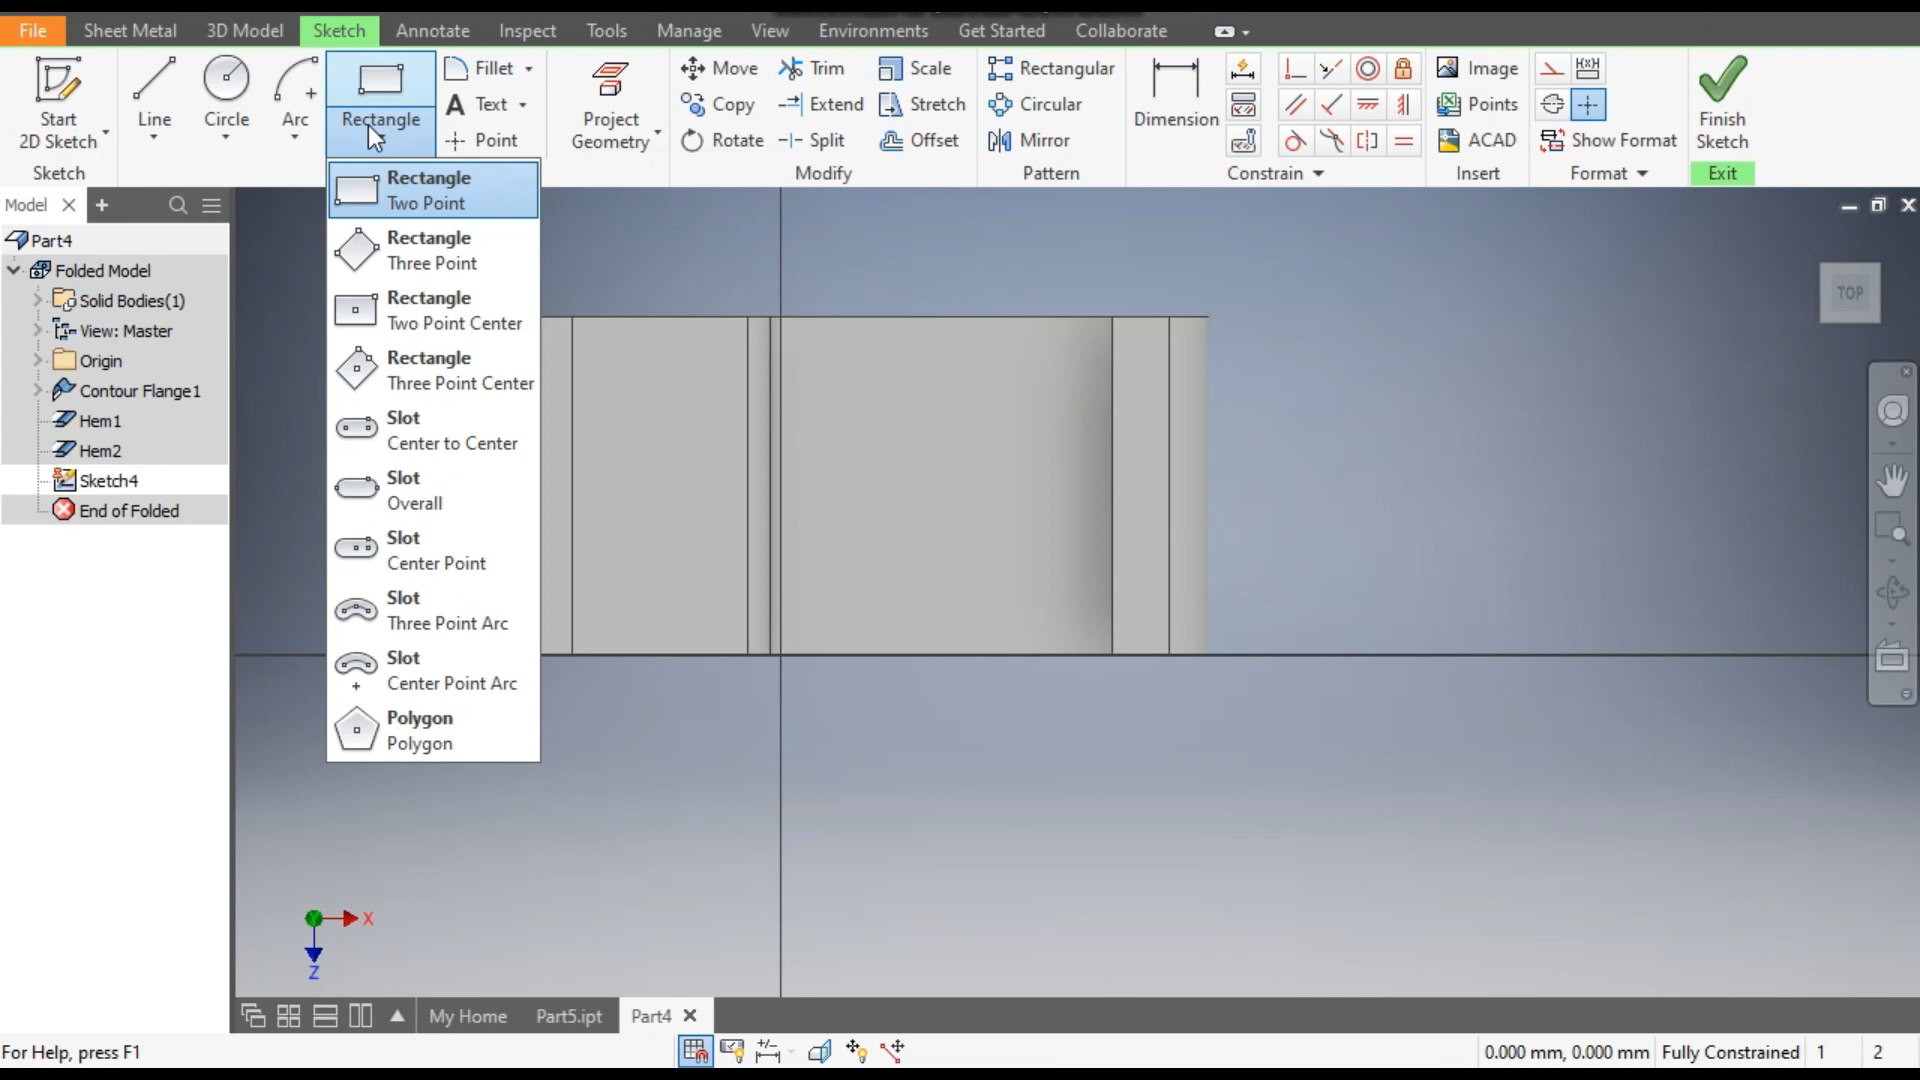 File Sheet Metal 3D Model Sketch Annotate Inspect Tools Manage View Environments Get Started Collaborate
Start
2D Sketch
Line
Circle
Arc
Rectangle
Fillet
Text
Point
Project
Geometry
Move
Copy
Rotate
Trim
Extend
Split
Scale
Stretch
Offset
Rectangular
Circular
Mirror
Dimension
Image
Points
ACAD
Show Format
Finish
Sketch
Sketch
Modify
Pattern
Constrain
Insert
Format
Exit
Model
Part4
Folded Model
Solid Bodies(1)
View: Master
Origin
Contour Flange1
Hem1
Hem2
Sketch4
End of Folded
Rectangle
Two Point
Rectangle
Three Point
Rectangle
Two Point Center
Rectangle
Three Point Center
Slot
Center to Center
Slot
Overall
Slot
Center Point
Slot
Three Point Arc
Slot
Center Point Arc
Polygon
Polygon
TOP
X
Z
My Home Part5.ipt Part4
For Help, press F1
0.000 mm, 0.000 mm Fully Constrained 1 2